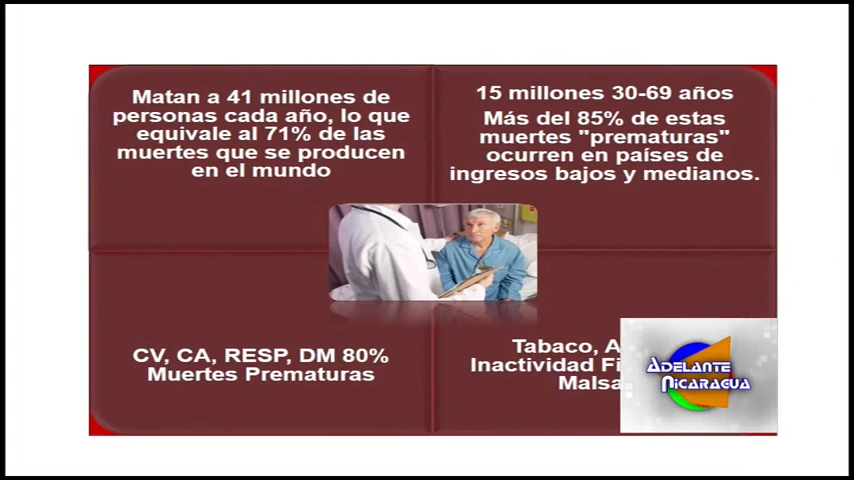 Matan a 41 millones de
personas cada año, lo que
equivale al 71% de las
muertes que se producen
en el mundo
15 millones 30-69 años
Más del 85% de estas
muertes "prematuras"
ocurren en países de
ingresos bajos y medianos.
CV, CA, RESP, DM 80%
Muertes Prematuras
Tabaco,
Inactividad
ADELANTE
NICARAGUA